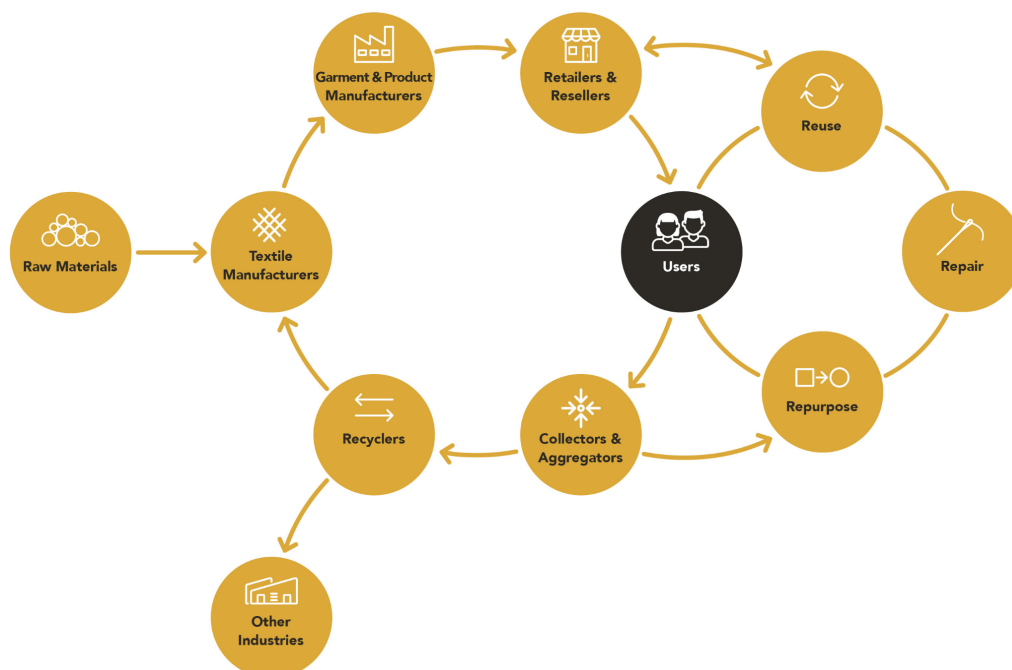 Garment & Product
Manufacturers
Retailers &
Resellers
Reuse
Raw Materials
Textile
Manufacturers
Users
Repair
Recyclers
Collectors &
Aggregators
Repurpose
Other
Industries